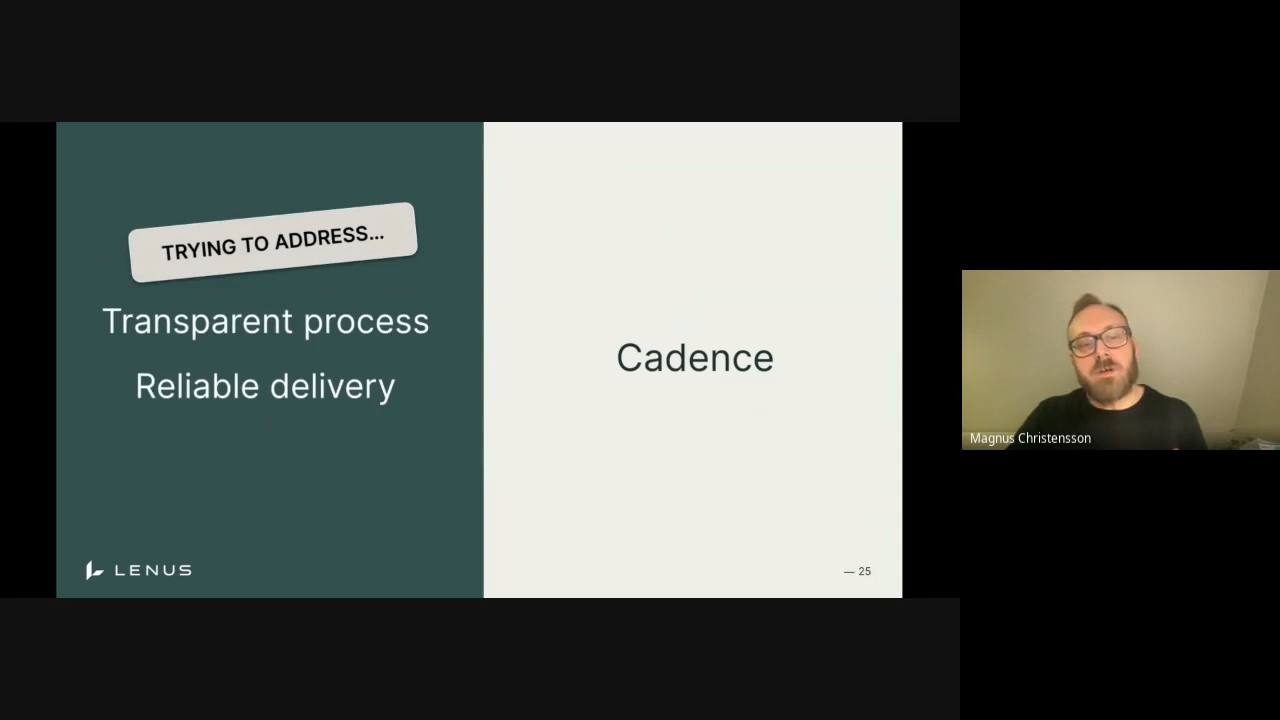 TRYING TO ADDRESS...
Transparent process
Reliable delivery
LENUS
Cadence
— 25
Magnus Christensson